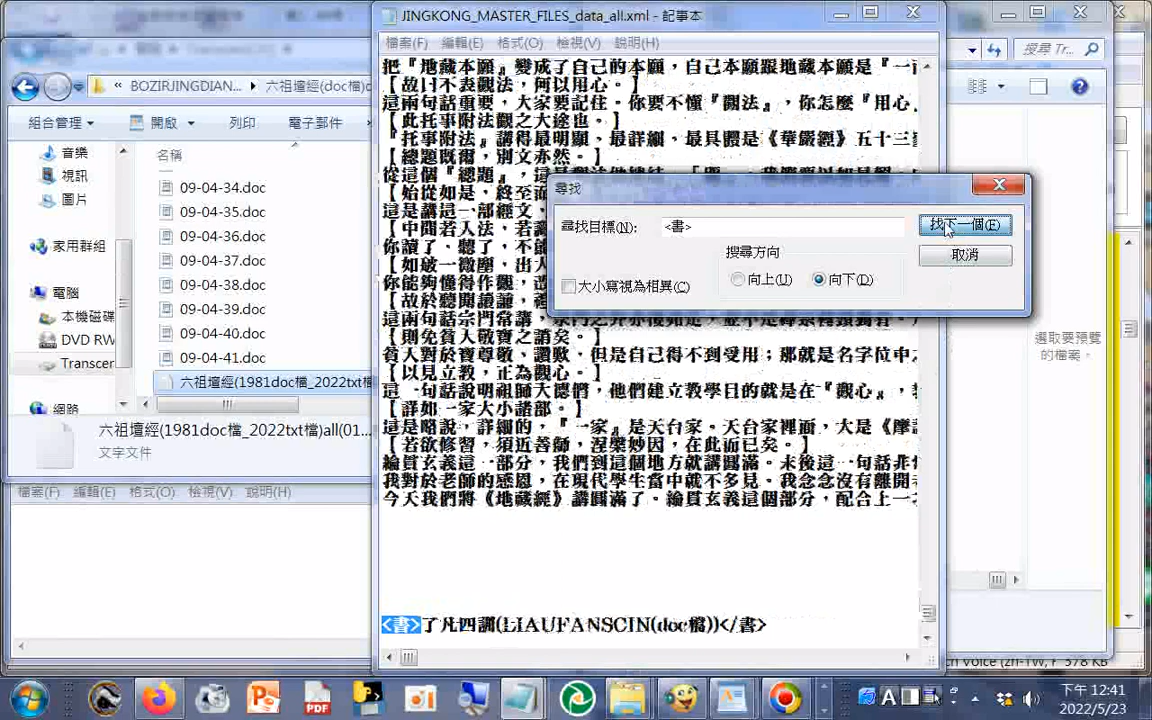 JINGKONG_MASTER_FILES_data_all.xml - 記事本
檔案(F) 編輯(E) 格式(O) 檢視(V) 說明(H)
把『地藏本願』變成了自己的本願，自己本願跟地藏本願是『一
【故曰不表觀法，何以用心。】
這兩句話重要，大家要記住。你要不懂『觀法』，你怎麼『用心
【此托事附法觀之大途也。】
『托事附法』講得最明顯，最詳細，最具體是《華嚴經》五十三
【總題既爾，別文亦然。】
從這個『總題』，這
【始從如是，終至而
這是講這一部經文，
【中間若人法，若
你讀了、聽了，不能
【如破一微塵，出大
你能夠懂得作觀，
【故於聽聞讀誦，
這兩句話宗門常講，
【則免貧人數寶之誚矣。】
貧人對於寶尊敬、讚歎，但是自己得不到受用；那就是名字位中
【以見立教，正為觀心。】
這一句話說明祖師大德們，他們建立教學目的就是在『觀心』，
【詳如一家大小諸部。】
這是略說，詳細的，『一家』是天台家。天台家裡面，大是《摩
【若欲修習，須近善師，涅槃妙因，在此而已矣。】
綸貫玄義這一部分，我們到這個地方就講圓滿。末後這一句話非
我對於老師的感恩，在現代學生當中就不多見。我念念沒有離開
今天我們將《地藏經》講圓滿了。綸貫玄義這個部分，配合上一
<書>了凡四訓(LIAUFANSCIN(doc檔))</書>
尋找
尋找目標(N): <書>
找下一個(F)
取消
搜尋方向
向上(U) 向下(D)
大小寫視為相異(C)
BOZIRJINGDIAN... 六祖壇經(doc檔)
組合管理 開啟 列印 電子郵件
名稱
音樂
視訊
圖片
家用群組
電腦
本機磁碟
DVD RW
Transcer
網路
09-04-34.doc
09-04-35.doc
09-04-36.doc
09-04-37.doc
09-04-38.doc
09-04-39.doc
09-04-40.doc
09-04-41.doc
六祖壇經(1981doc檔_2022txt檔
六祖壇經(1981doc檔_2022txt檔)all(01...
文字文件
檔案(F) 編輯(E) 格式(O) 檢視(V) 說明(H)
搜尋 Tr...
選取要預覽
的檔案。
ch Voice (zh-TW, F 578 KB
下午 12:41
2022/5/23